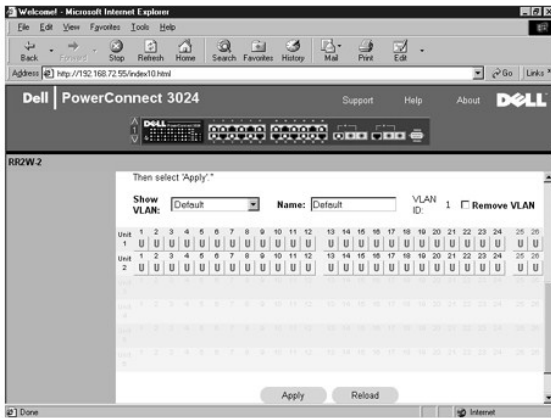 Welcome! - Microsoft Internet Explorer
File Edit View Favorites Tools Help
Back Forward Stop Refresh Home Search Favorites History Mail Print Edit
Address http://192.168.72.55/index10.html Go Links
Dell PowerConnect 3024 Support Help About DELL
DELL
1
RR2W-2
Then select 'Apply'."
Show VLAN: Default Name: Default VLAN ID: 1 Remove VLAN
Unit 1 1 2 3 4 5 6 7 8 9 10 11 12 13 14 15 16 17 18 19 20 21 22 23 24 25 26
U U U U U U U U U U U U U U U U U U U U U U U U U U
Unit 2 1 2 3 4 5 6 7 8 9 10 11 12 13 14 15 16 17 18 19 20 21 22 23 24 25 26
U U U U U U U U U U U U U U U U U U U U U U U U U U
Apply Reload
Done Internet